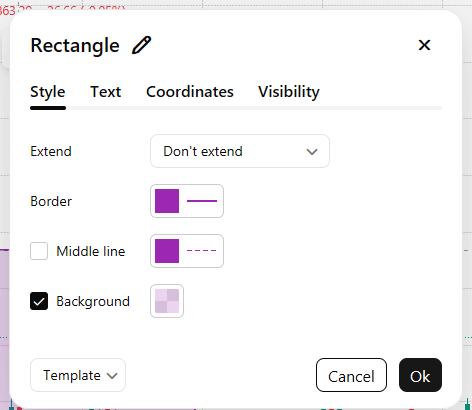 Rectangle
Style Text Coordinates Visibility
Extend Don't extend
Border
Middle line
Background
Template Cancel Ok